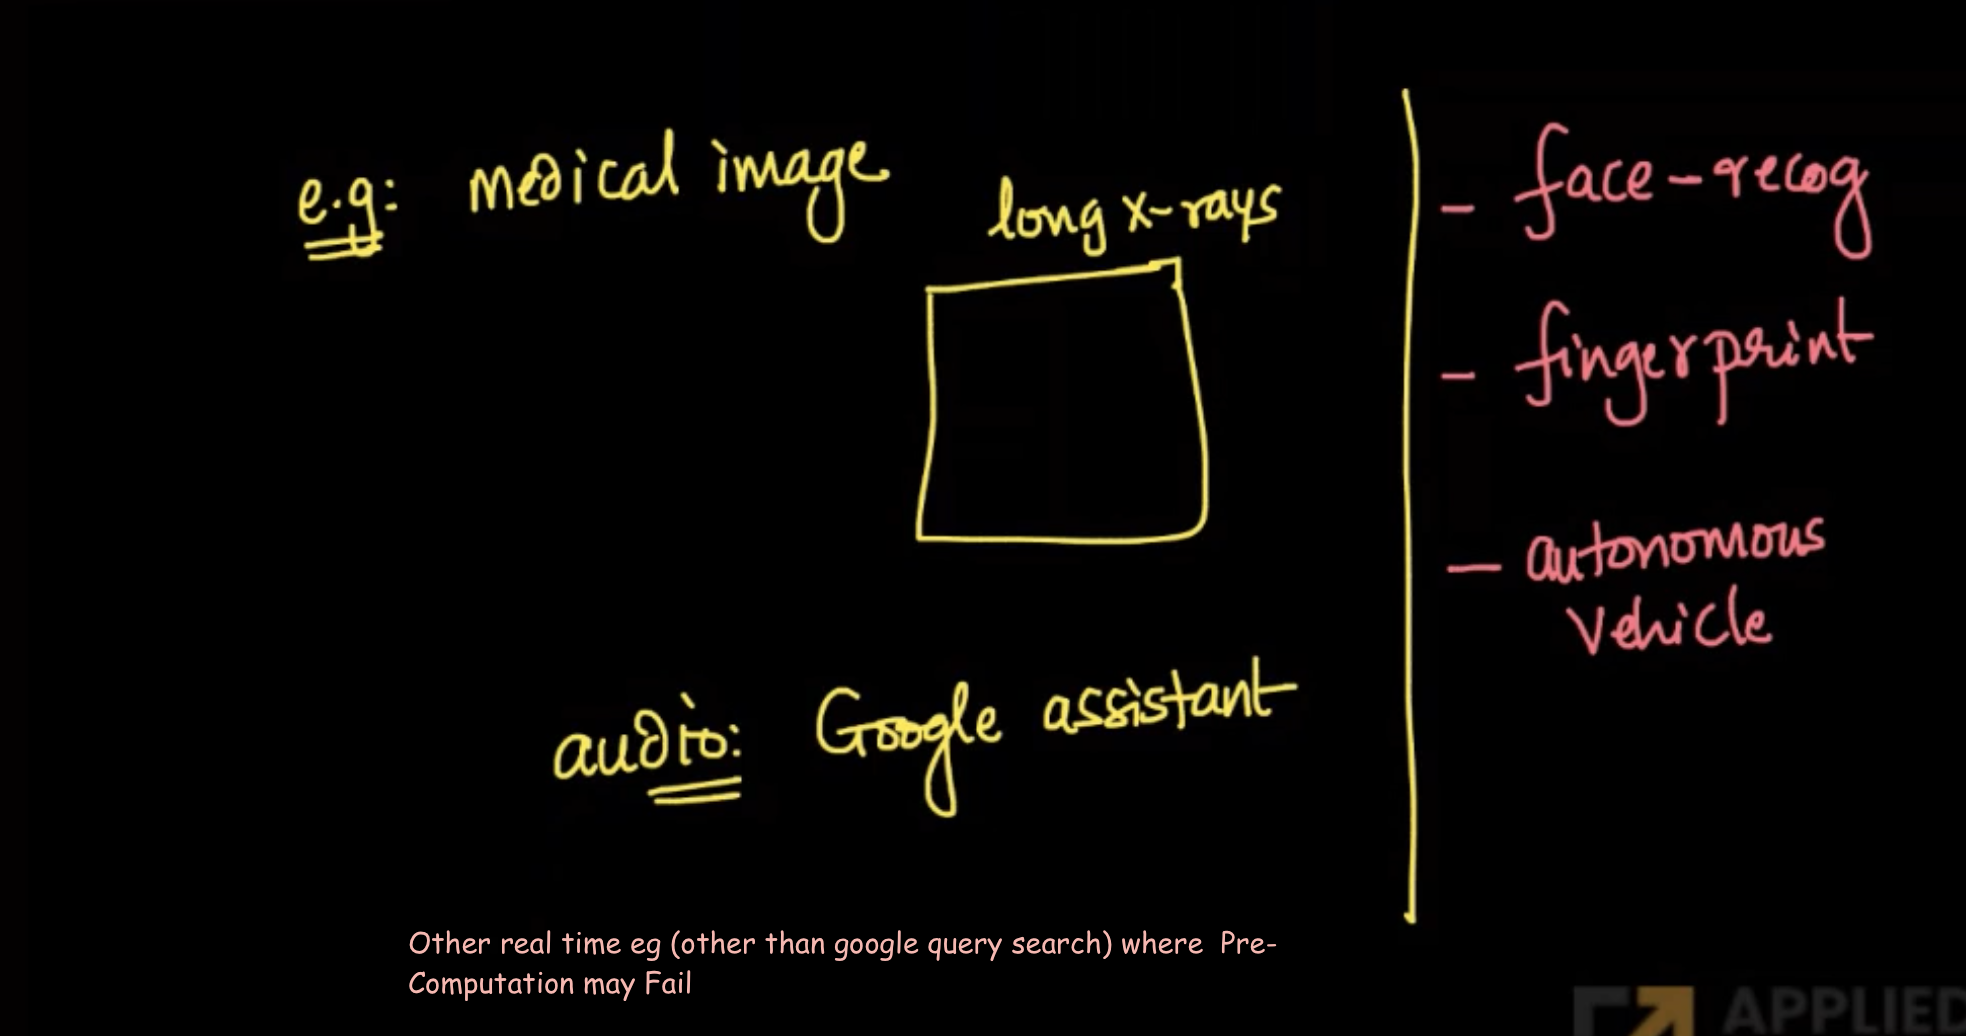 e.g: medical image
long x-rays
audio: Google assistant
- face-recog
- fingerprint
- autonomous
vehicle
Other real time eg (other than google query search) where Pre-
Computation may Fail
APPLIED